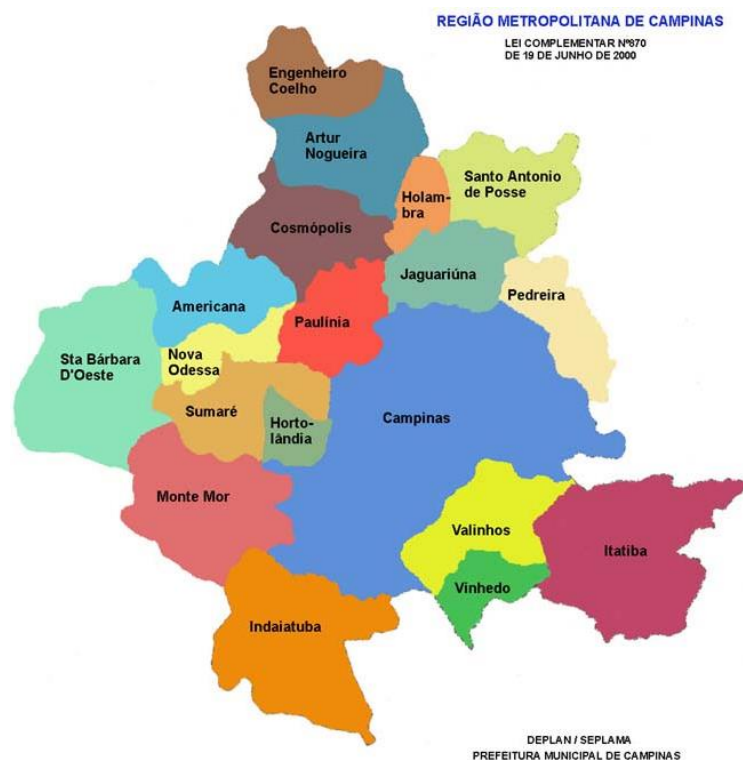 REGIÃO METROPOLITANA DE CAMPINAS
LEI COMPLEMENTAR Nº870
DE 19 DE JUNHO DE 2000
Engenheiro
Coelho
Artur
Nogueira
Santo Antonio
de Posse
Holam-
bra
Cosmópolis
Jaguariúna
Pedreira
Americana
Paulínia
Nova
Odessa
Sta Bárbara
D'Oeste
Sumaré
Horto-
lândia
Campinas
Monte Mor
Valinhos
Itatiba
Vinhedo
Indaiatuba
DEPLAN / SEPLAMA
PREFEITURA MUNICIPAL DE CAMPINAS